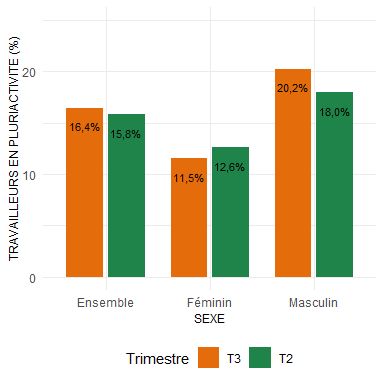 TRAVAILLEURS EN PLURIACTIVITE (%)
20
10
0
16,4%
15,8%
11,5%
12,6%
20,2%
18,0%
Ensemble
Féminin
Masculin
SEXE
Trimestre T3 T2